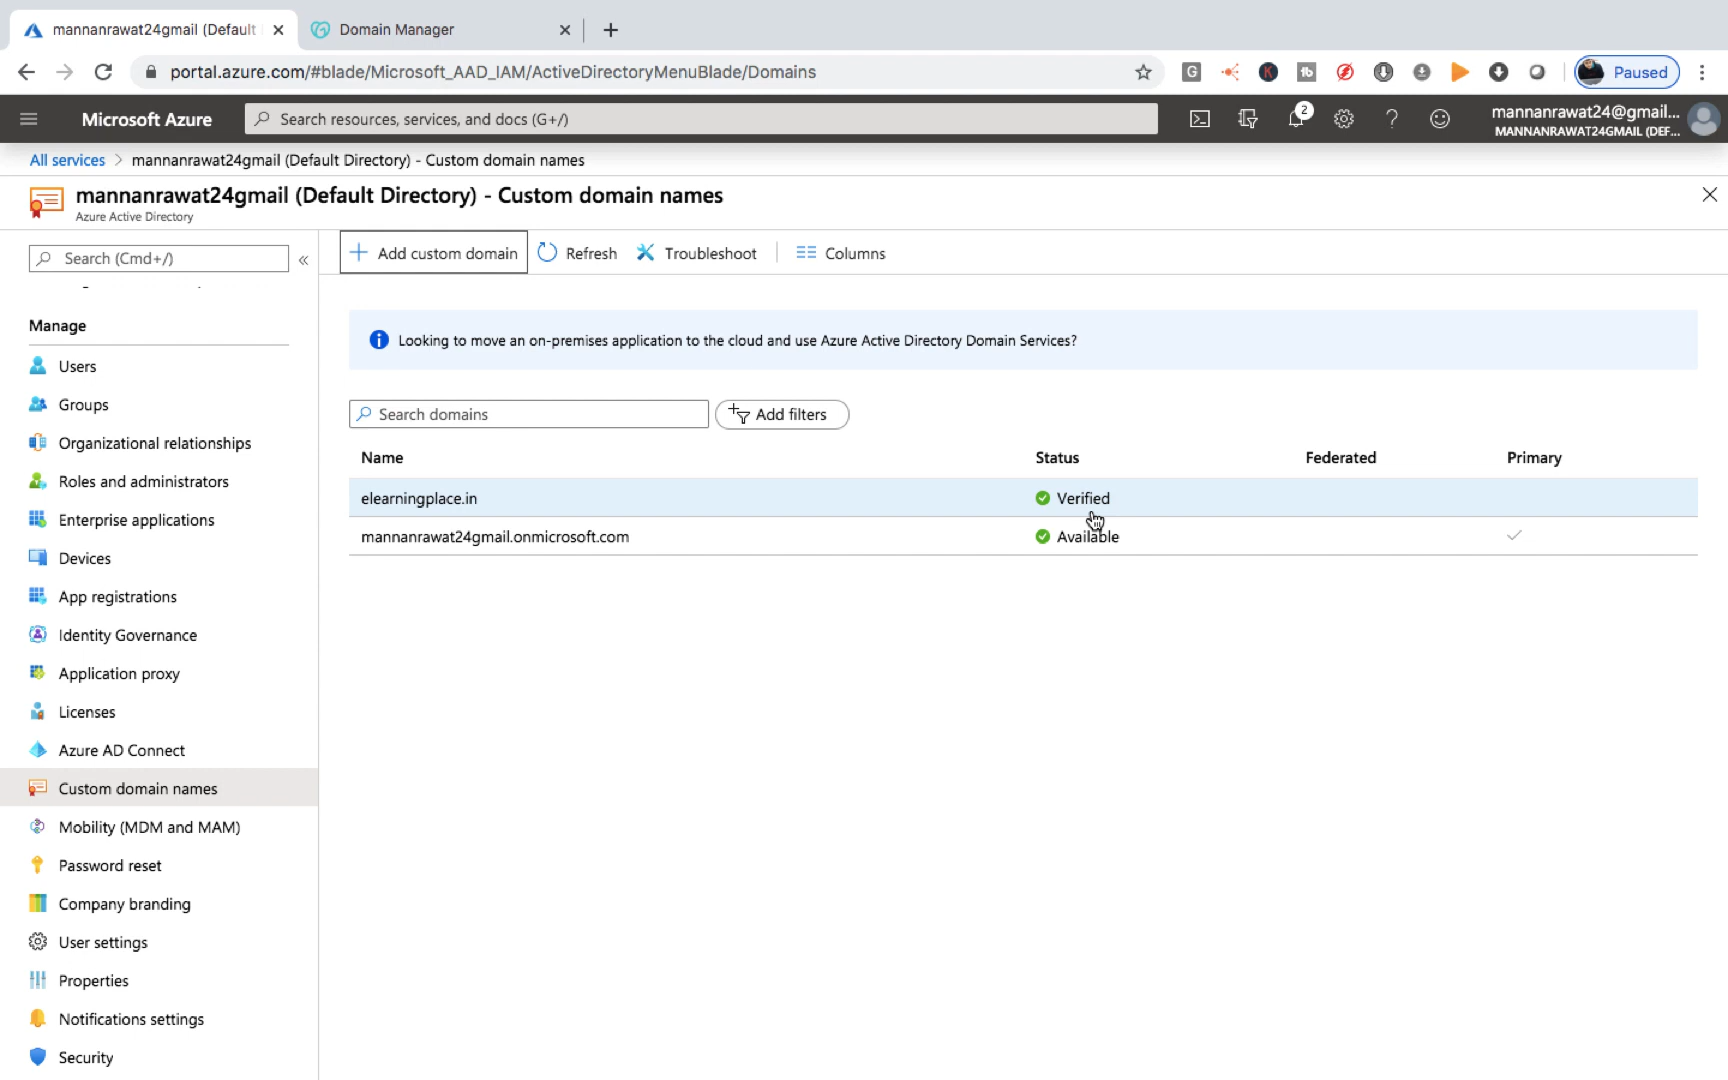 mannanrawat24gmail (Default
Domain Manager
portal.azure.com/#blade/Microsoft_AAD_IAM/ActiveDirectoryMenuBlade/Domains
G
K
tb
Paused
Microsoft Azure
Search resources, services, and docs (G+/)
2
mannanrawat24@gmail...
MANNANRAWAT24GMAIL (DEF...
All services > mannanrawat24gmail (Default Directory) - Custom domain names
mannanrawat24gmail (Default Directory) - Custom domain names
Azure Active Directory
Search (Cmd+/)
Add custom domain
Refresh
Troubleshoot
Columns
Manage
Users
Groups
Organizational relationships
Roles and administrators
Enterprise applications
Devices
App registrations
Identity Governance
Application proxy
Licenses
Azure AD Connect
Custom domain names
Mobility (MDM and MAM)
Password reset
Company branding
User settings
Properties
Notifications settings
Security
Looking to move an on-premises application to the cloud and use Azure Active Directory Domain Services?
Search domains
Add filters
Name Status Federated Primary
elearningplace.in Verified
mannanrawat24gmail.onmicrosoft.com Available